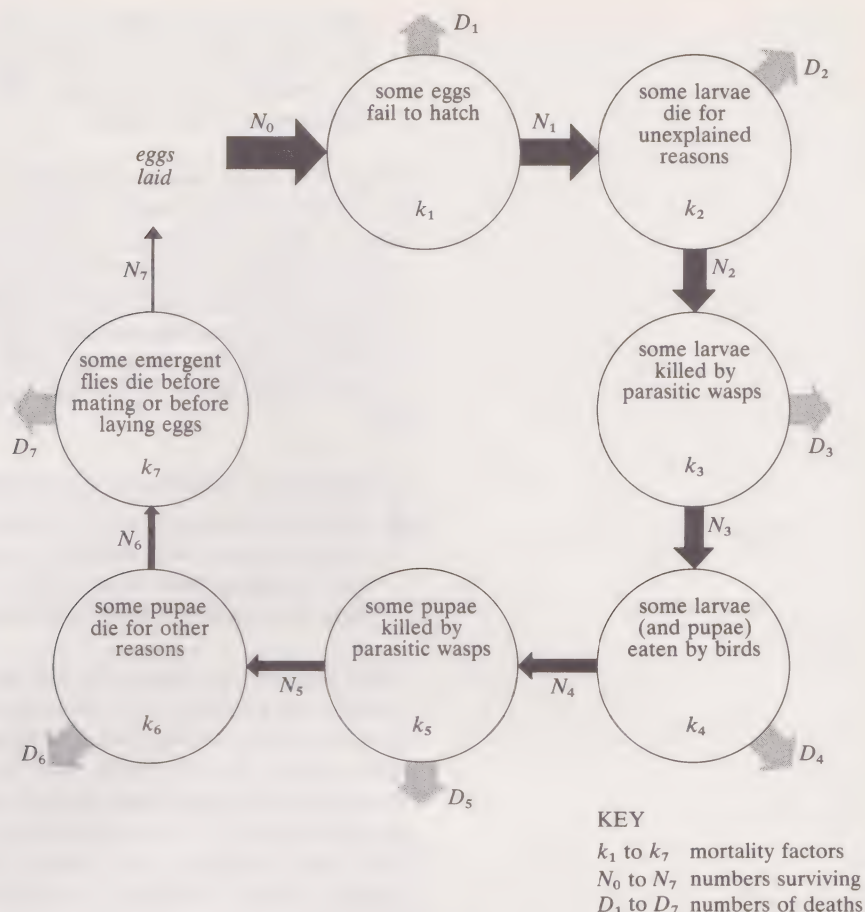 D₁
some eggs
fail to hatch
k₁
N₀
eggs
laid
N₁
D₂
some larvae
die for
unexplained
reasons
k₂
N₂
some larvae
killed by
parasitic wasps
k₃
D₃
N₃
some larvae
(and pupae)
eaten by birds
k₄
D₄
N₄
some pupae
killed by
parasitic wasps
k₅
D₅
N₅
some pupae
die for other
reasons
k₆
D₆
N₆
some emergent
flies die before
mating or before
laying eggs
k₇
D₇
N₇
KEY
k₁ to k₇ mortality factors
N₀ to N₇ numbers surviving
D₁ to D₇ numbers of deaths